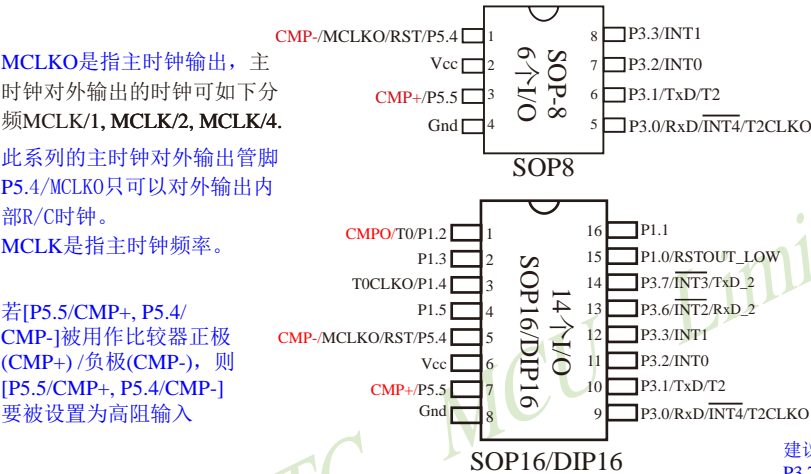 MCLKO是指主时钟输出，主
时钟对外输出的时钟可如下分
频MCLK/1, MCLK/2, MCLK/4.
此系列的主时钟对外输出管脚
P5.4/MCLKO只可以对外输出内
部R/C时钟。
MCLK是指主时钟频率。
若[P5.5/CMP+, P5.4/
CMP-]被用作比较器正极
(CMP+) /负极(CMP-)，则
[P5.5/CMP+, P5.4/CMP-]
要被设置为高阻输入
CMP-/MCLKO/RST/P5.4 1
Vcc 2
CMP+/P5.5 3
Gnd 4
SOP-8
6个I/O
8 P3.3/INT1
7 P3.2/INT0
6 P3.1/TxD/T2
5 P3.0/RxD/INT4/T2CLKO
SOP8
CMPO/T0/P1.2 1
P1.3 2
T0CLKO/P1.4 3
P1.5 4
CMP-/MCLKO/RST/P5.4 5
Vcc 6
CMP+/P5.5 7
Gnd 8
14个I/O
SOP16/DIP16
16 P1.1
15 P1.0/RSTOUT_LOW
14 P3.7/INT3/TxD_2
13 P3.6/INT2/RxD_2
12 P3.3/INT1
11 P3.2/INT0
10 P3.1/TxD/T2
9 P3.0/RxD/INT4/T2CLKO
SOP16/DIP16
MCU Limi